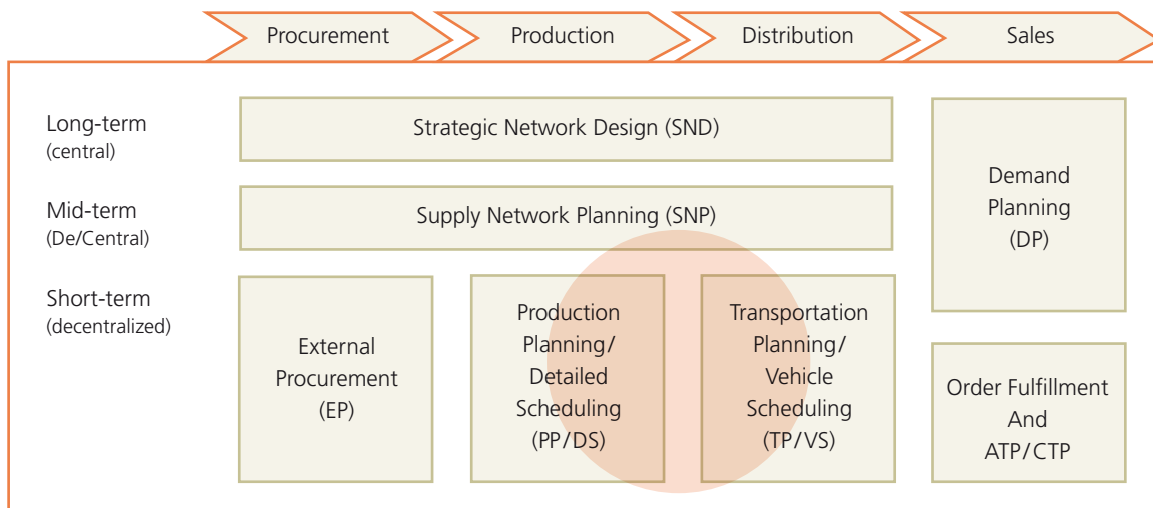 Procurement
Production
Distribution
Sales
Long-term
(central)
Strategic Network Design (SND)
Mid-term
(De/Central)
Supply Network Planning (SNP)
Demand
Planning
(DP)
Short-term
(decentralized)
External
Procurement
(EP)
Production
Planning/
Detailed
Scheduling
(PP/DS)
Transportation
Planning/
Vehicle
Scheduling
(TP/VS)
Order Fulfillment
And
ATP/CTP